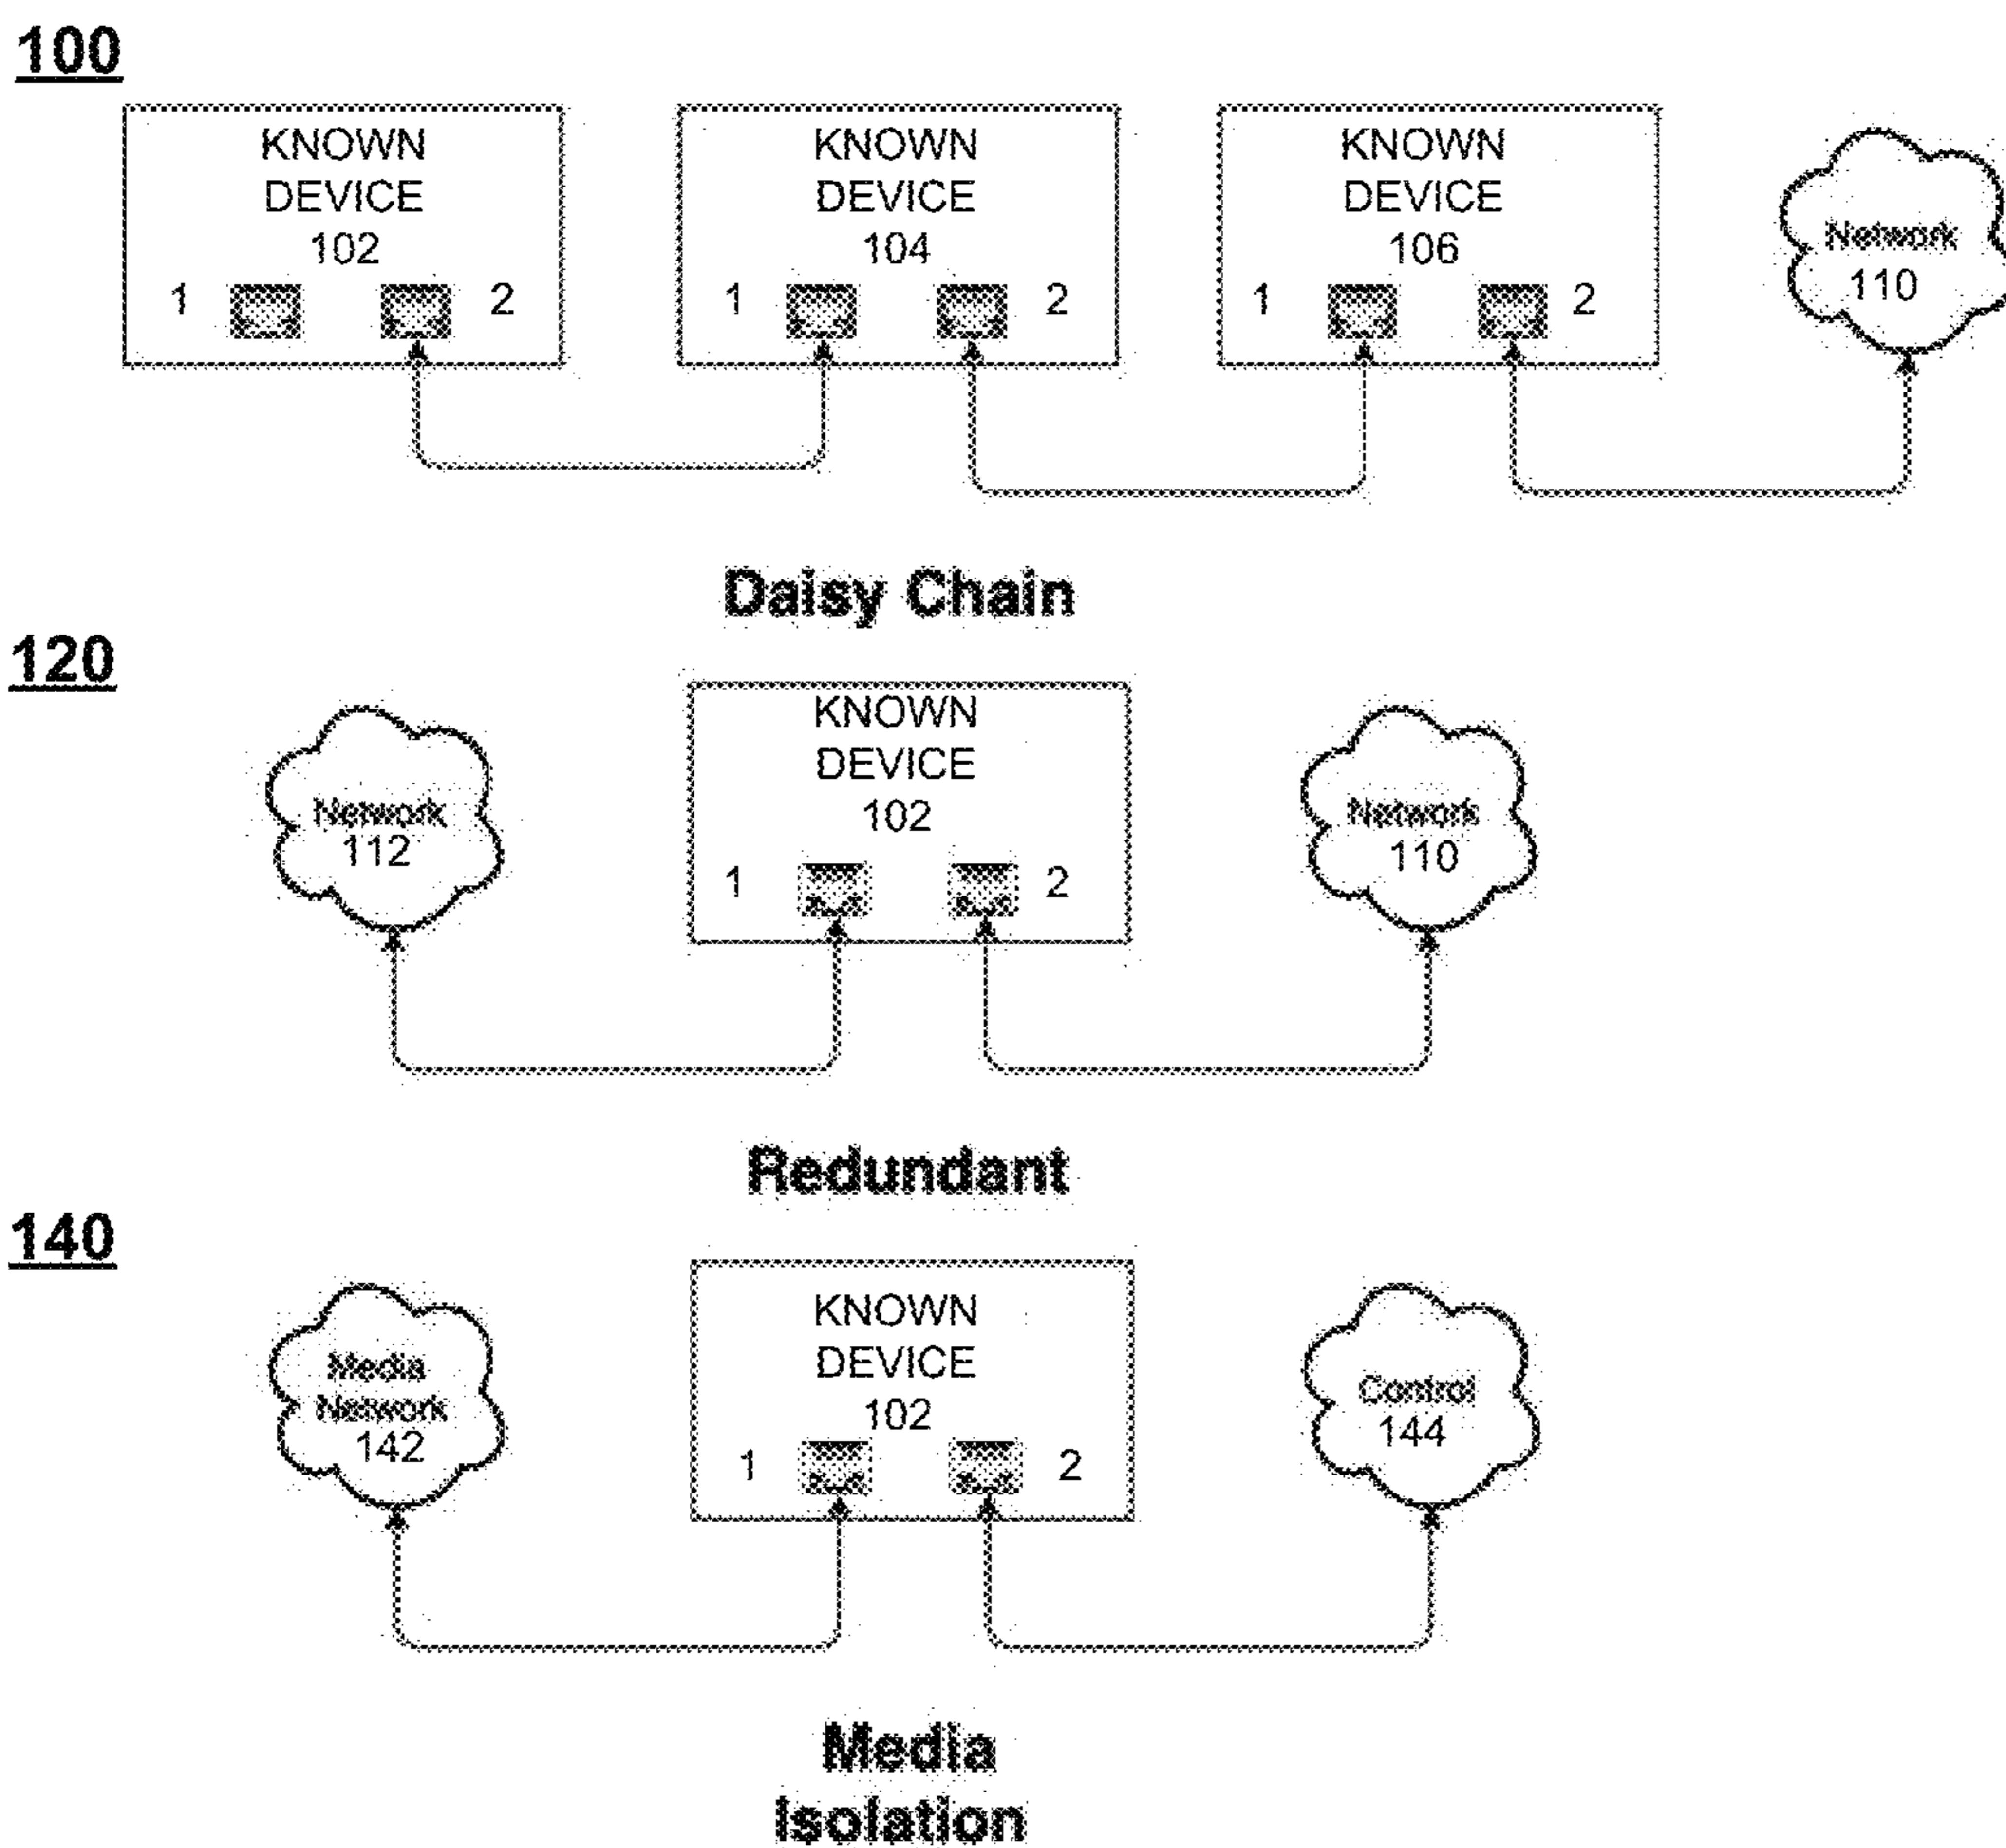 100
KNOWN
DEVICE
102
1
2
KNOWN
DEVICE
104
1
2
KNOWN
DEVICE
106
1
2
Network
110
Daisy Chain
120
Network
112
KNOWN
DEVICE
102
1
2
Network
110
Redundant
140
Media
Network
142
KNOWN
DEVICE
102
1
2
Control
144
Media
Isolation